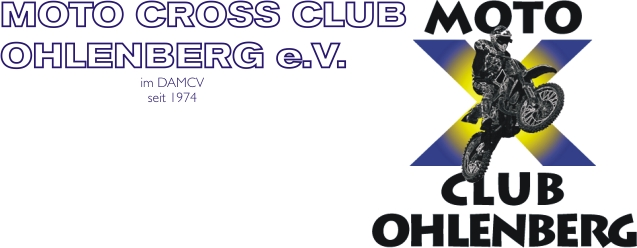 MOTO CROSS CLUB
OHLENBERG e.V.
im DAMCV
seit 1974
MOTO
X
CLUB
OHLENBERG